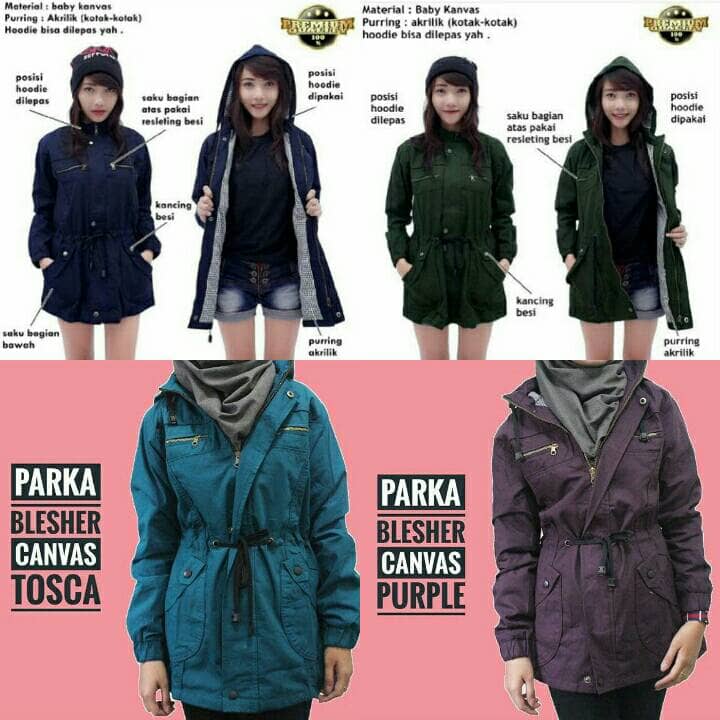 Material : baby kanvas
Purring : Akrilik (kotak-kotak)
Hoodie bisa dilepas yah .
PREMIUM
100
%
posisi
hoodie
dilepas
saku bagian
atas pakai
resleting besi
posisi
hoodie
dipakai
kancing
besi
saku bagian
bawah
purring
akrilik
Material : Baby Kanvas
Purring : akrilik (kotak-kotak)
hoodie bisa dilepas yah .
PREMIUM
100
%
posisi
hoodie
dilepas
saku bagian
atas pakai
resleting besi
posisi
hoodie
dipakai
kancing
besi
purring
akrilik
PARKA
BLESHER
CANVAS
TOSCA
PARKA
BLESHER
CANVAS
PURPLE